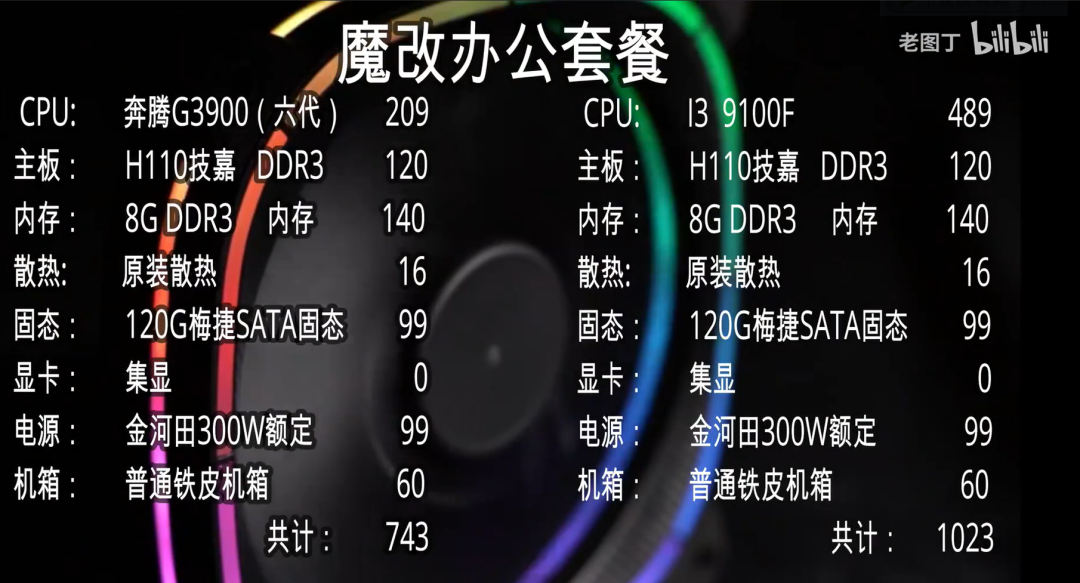 魔改办公套餐
老图丁 bilibili
CPU: 奔腾G3900（六代） 209
主板： H110技嘉 DDR3 120
内存： 8G DDR3 内存 140
散热: 原装散热 16
固态： 120G梅捷SATA固态 99
显卡： 集显 0
电源： 金河田300W额定 99
机箱： 普通铁皮机箱 60
共计： 743
CPU: I3 9100F 489
主板： H110技嘉 DDR3 120
内存： 8G DDR3 内存 140
散热: 原装散热 16
固态： 120G梅捷SATA固态 99
显卡： 集显 0
电源： 金河田300W额定 99
机箱： 普通铁皮机箱 60
共计： 1023